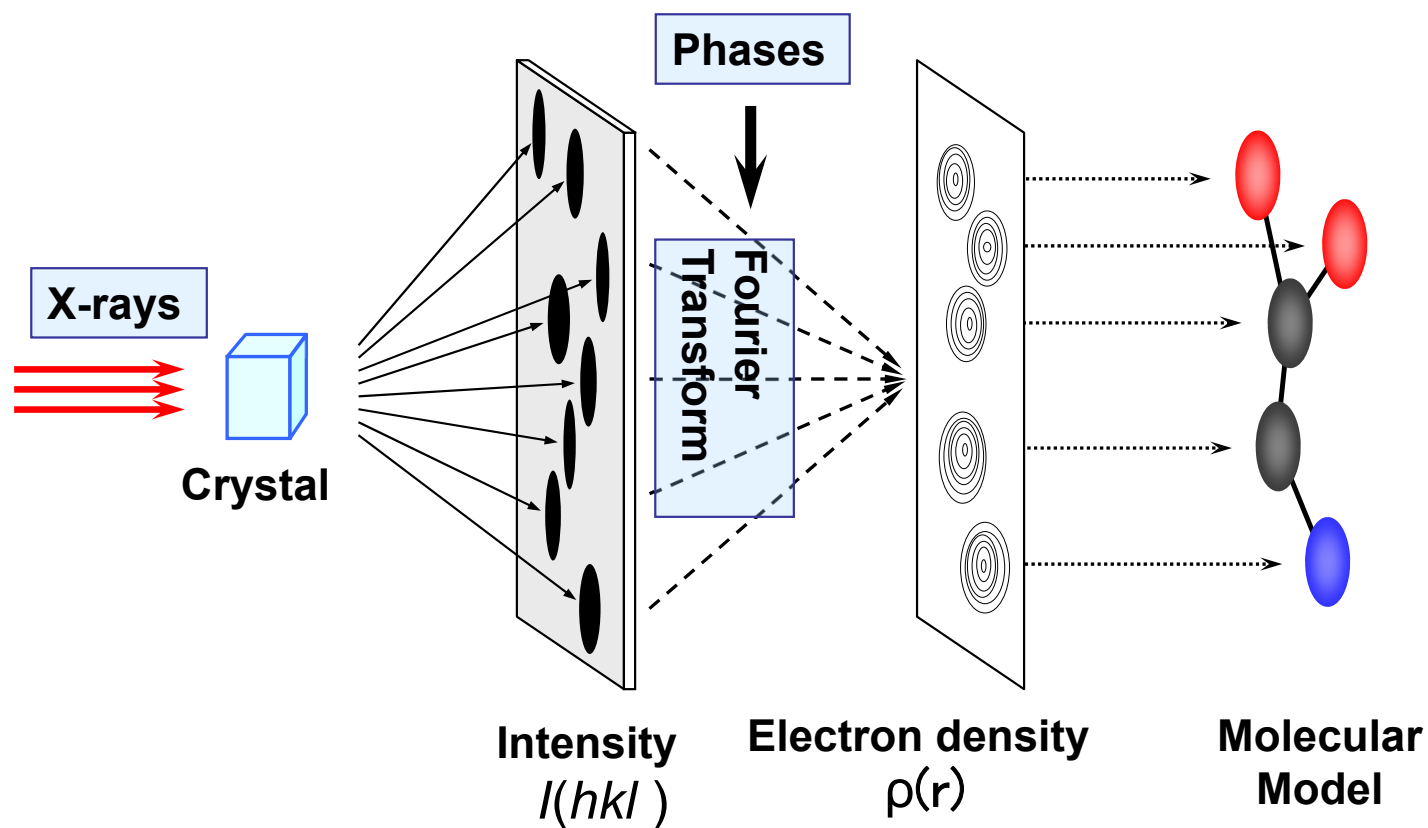 Phases
X-rays
Crystal
Fourier
Transform
Intensity
I(hkl )
Electron density
ρ(r)
Molecular
Model